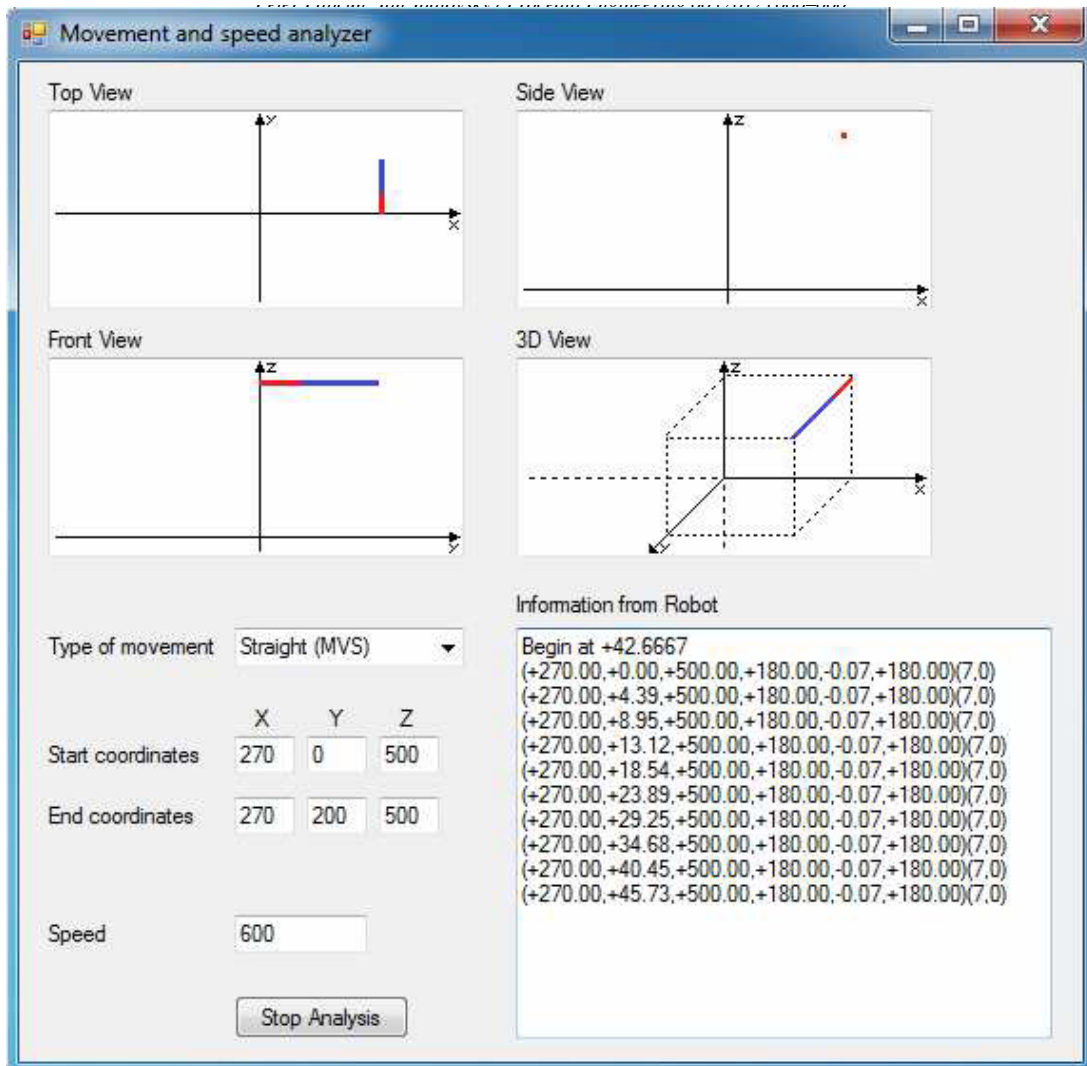 Movement and speed analyzer
Top View
Y
X
Side View
Z
X
Front View
Z
Y
3D View
Z
X
Y
Information from Robot
Begin at +42.6667
(+270.00,+0.00,+500.00,+180.00,-0.07,+180.00)(7,0)
(+270.00,+4.39,+500.00,+180.00,-0.07,+180.00)(7,0)
(+270.00,+8.95,+500.00,+180.00,-0.07,+180.00)(7,0)
(+270.00,+13.12,+500.00,+180.00,-0.07,+180.00)(7,0)
(+270.00,+18.54,+500.00,+180.00,-0.07,+180.00)(7,0)
(+270.00,+23.89,+500.00,+180.00,-0.07,+180.00)(7,0)
(+270.00,+29.25,+500.00,+180.00,-0.07,+180.00)(7,0)
(+270.00,+34.68,+500.00,+180.00,-0.07,+180.00)(7,0)
(+270.00,+40.45,+500.00,+180.00,-0.07,+180.00)(7,0)
(+270.00,+45.73,+500.00,+180.00,-0.07,+180.00)(7,0)
Type of movement Straight (MVS)
X Y Z
Start coordinates 270 0 500
End coordinates 270 200 500
Speed 600
Stop Analysis